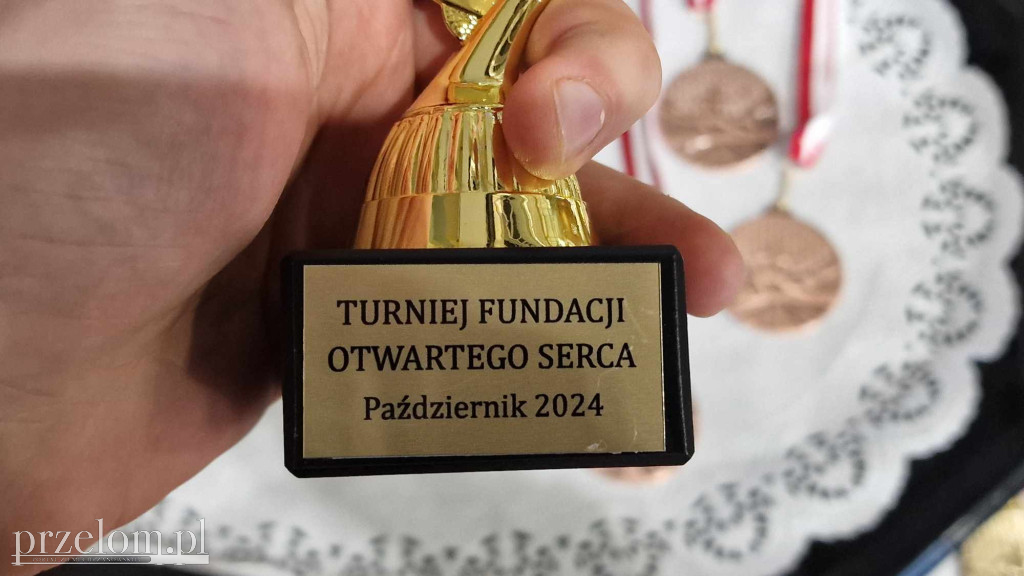 TURNIEJ FUNDACJI
OTWARTEGO SERCA
Październik 2024
przelom.pl